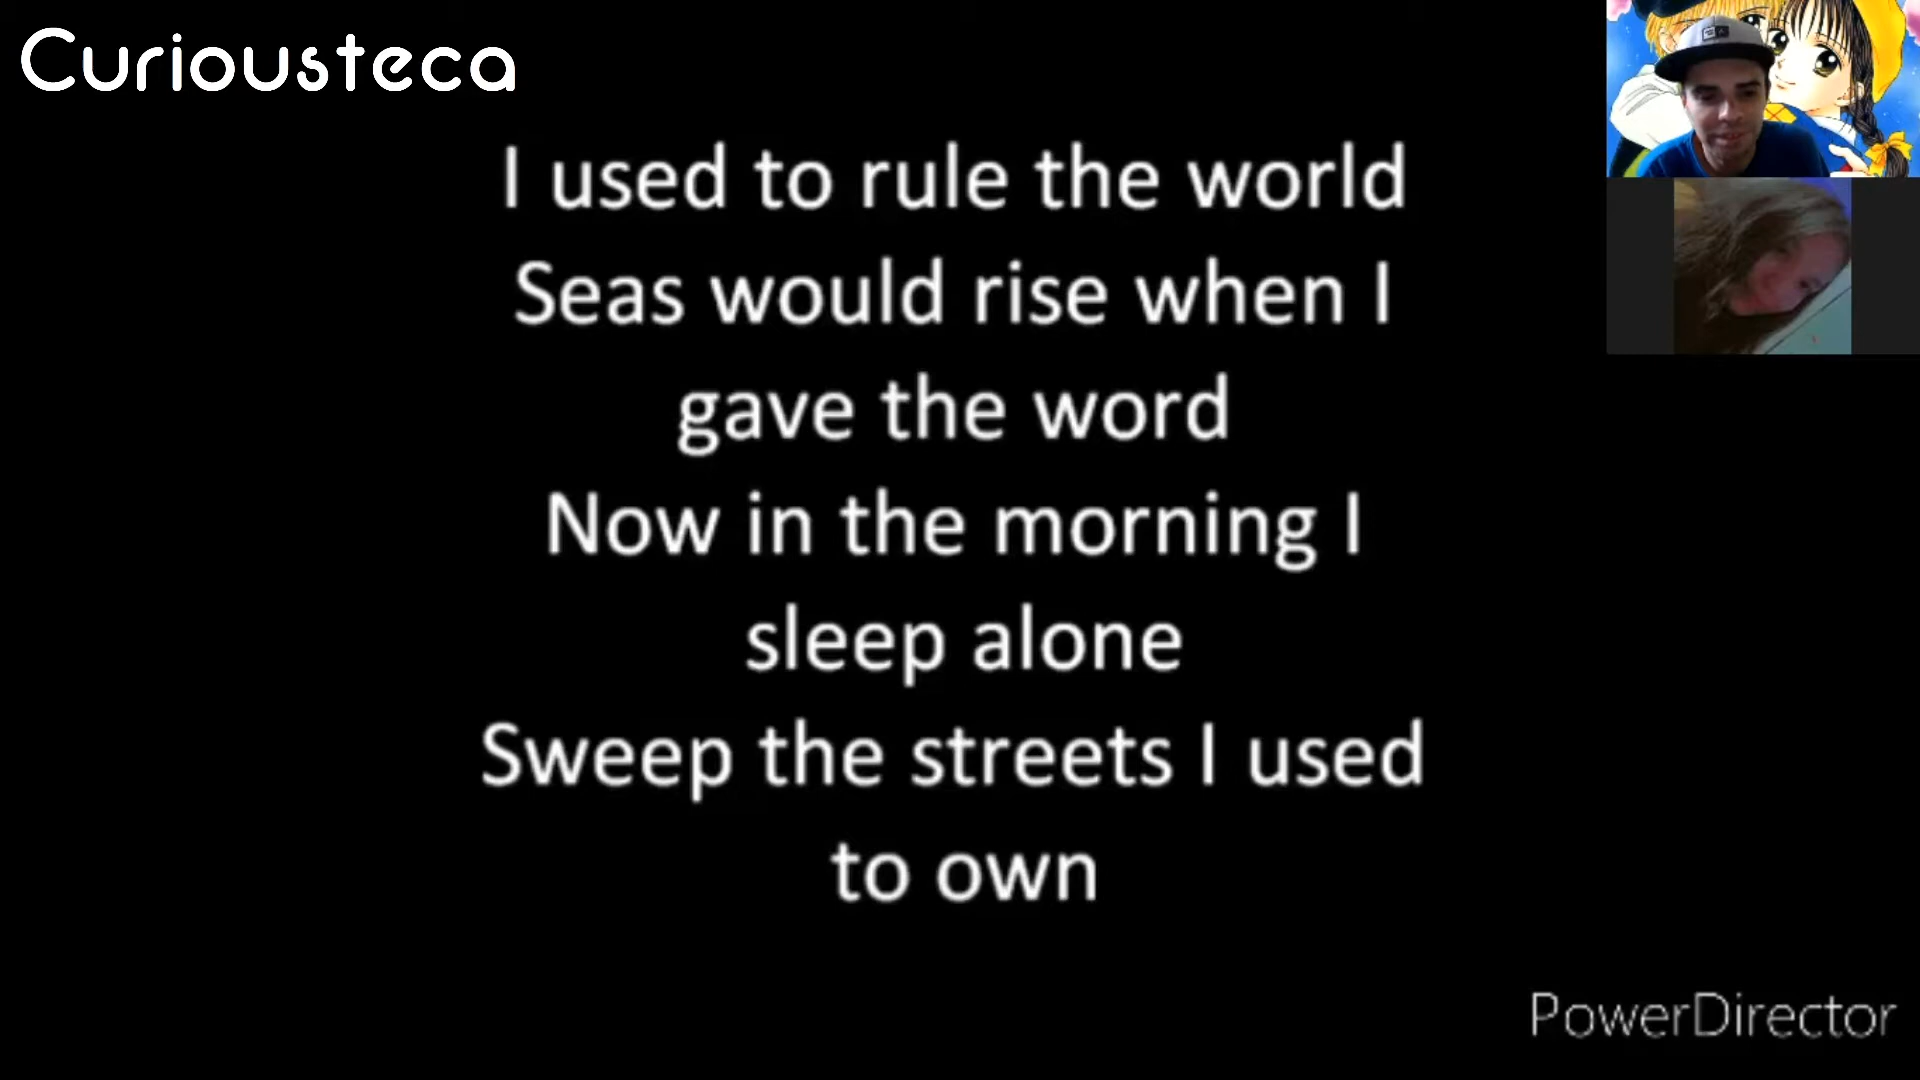 Curiousteca
I used to rule the world
Seas would rise when I
gave the word
Now in the morning I
sleep alone
Sweep the streets I used
to own
PowerDirector